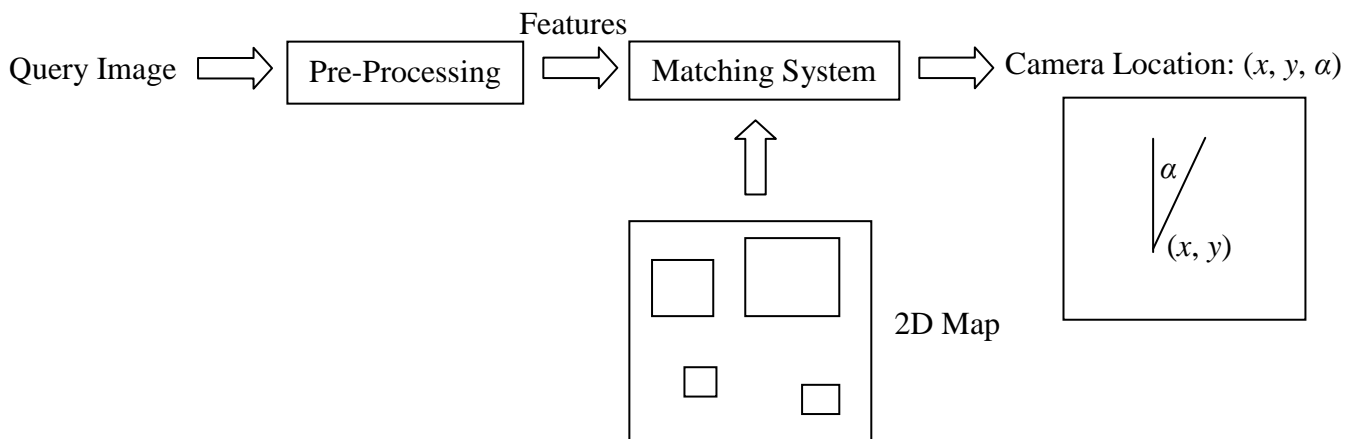 Features
Query Image
Pre-Processing
Matching System
Camera Location: (x, y, α)
α
(x, y)
2D Map